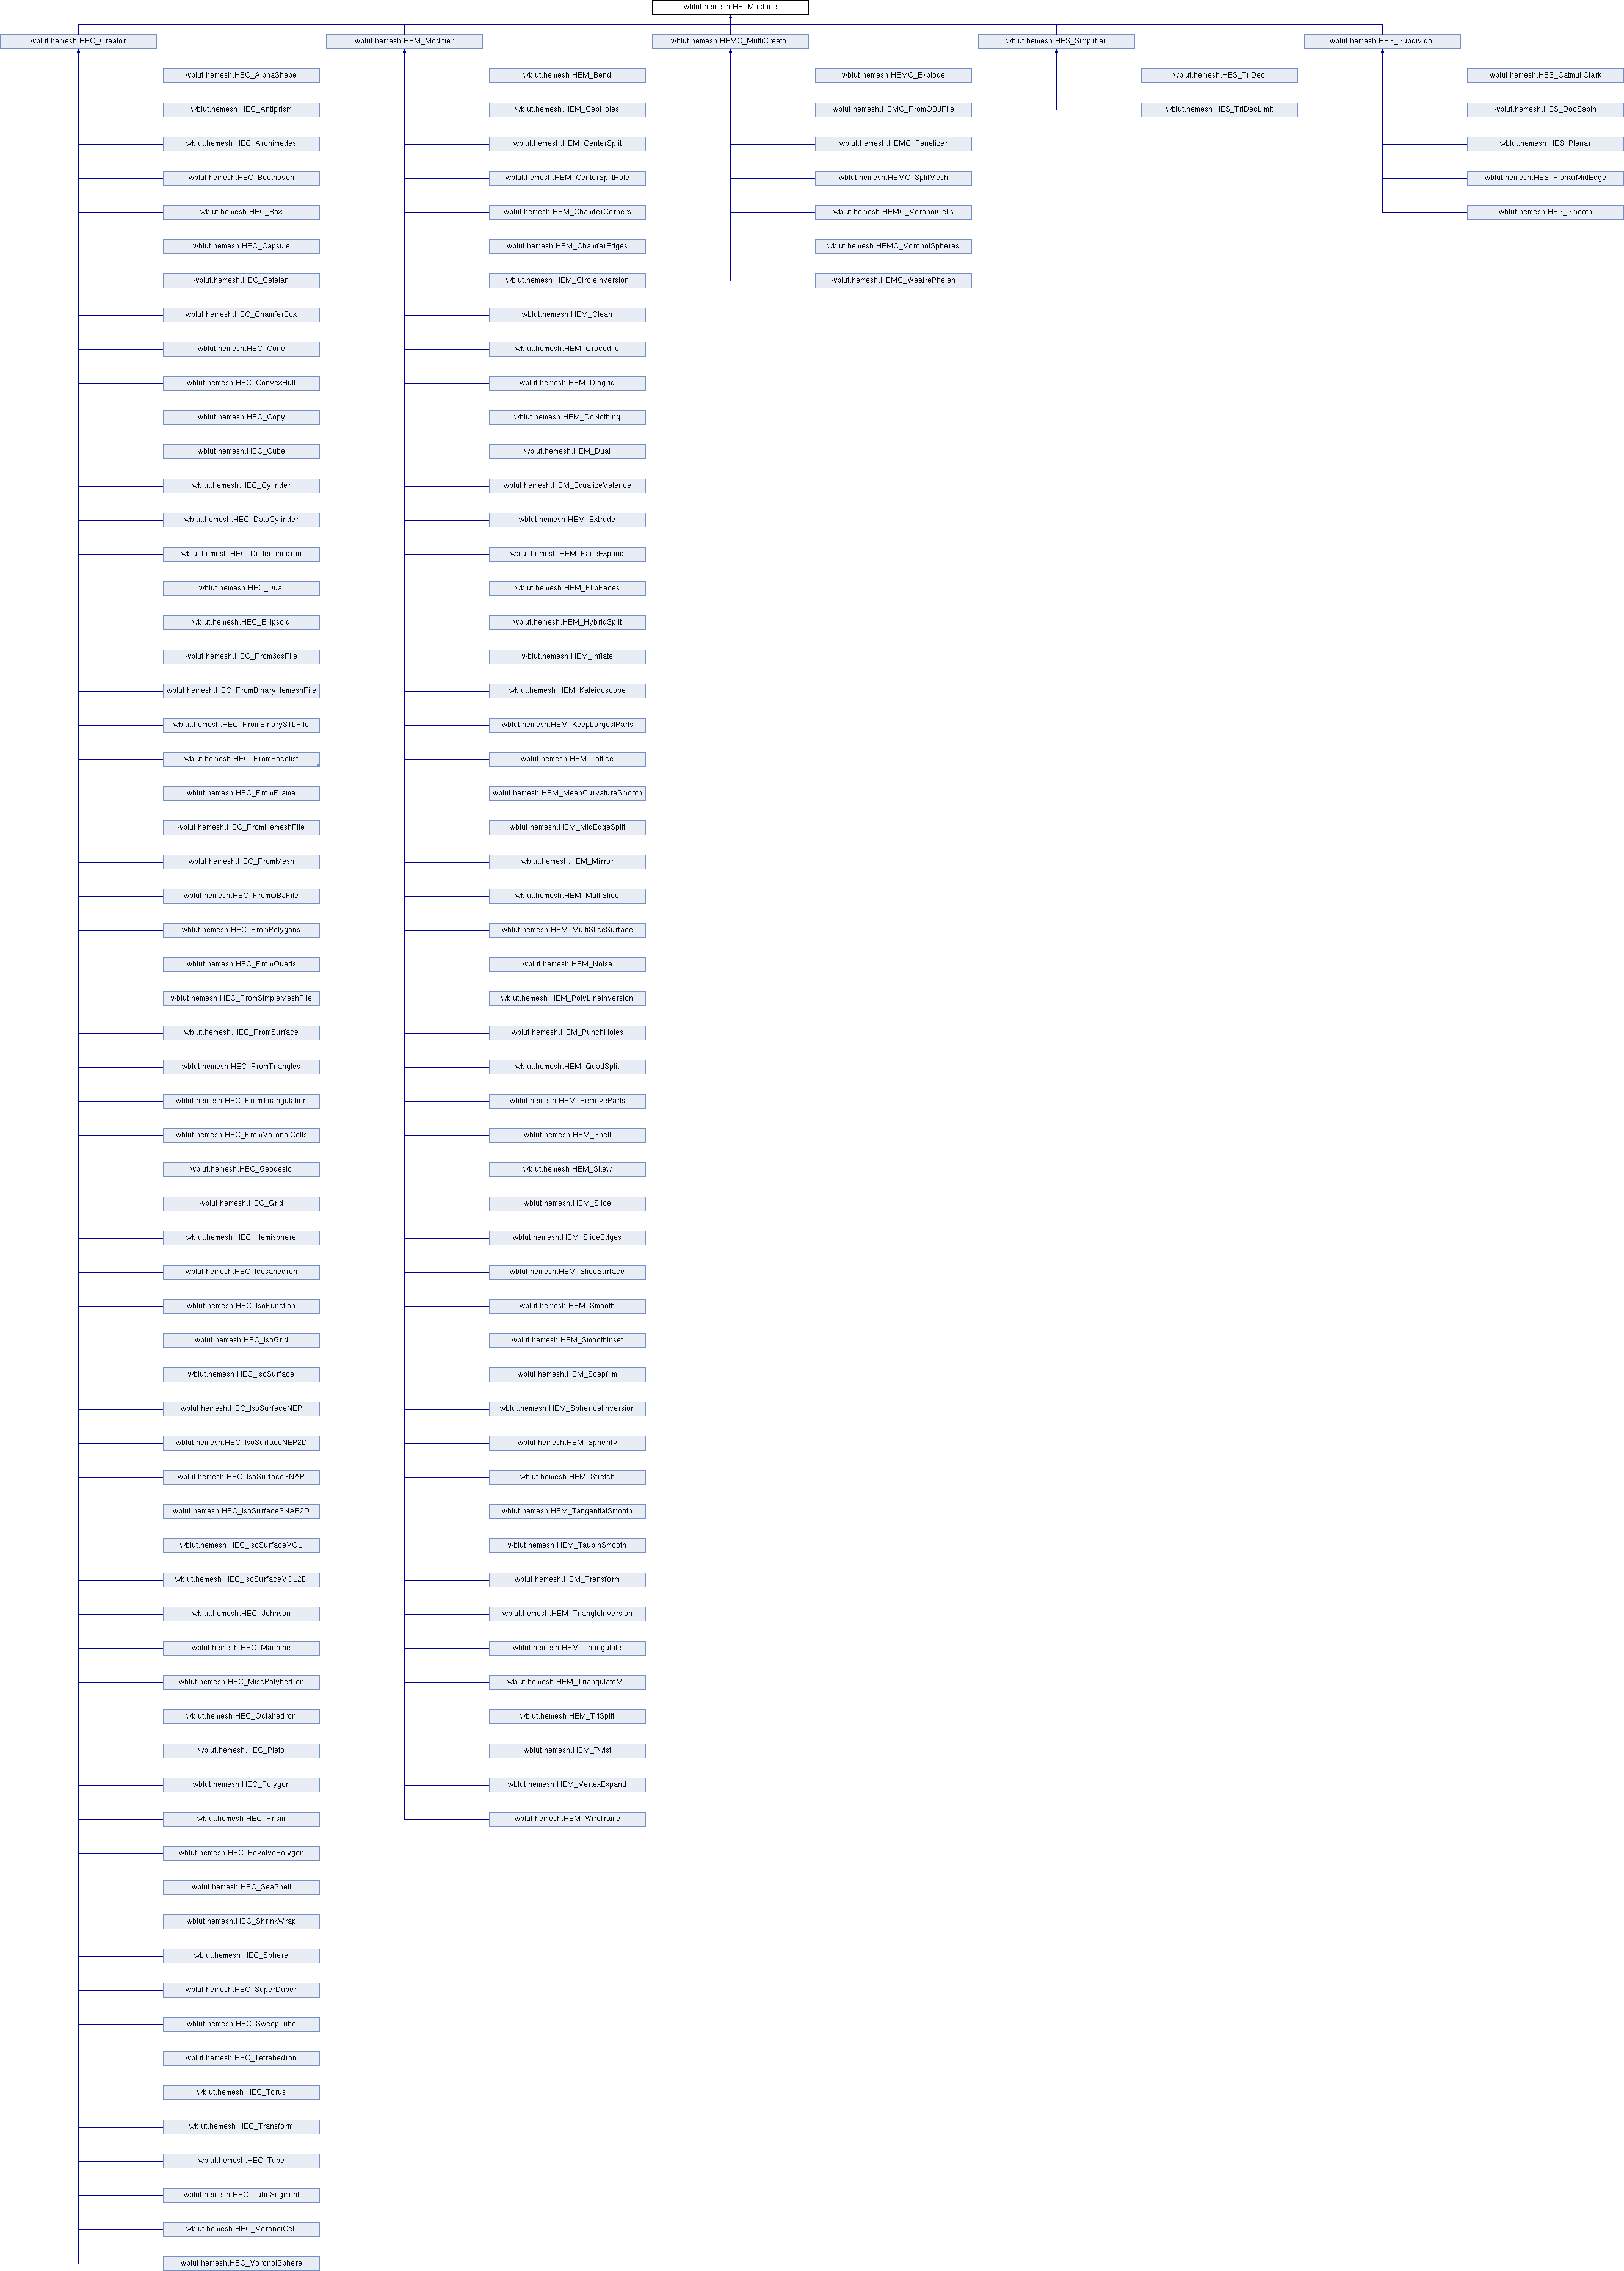 wblut.hemesh.HE_Machine
wblut.hemesh.HEC_Creator
wblut.hemesh.HEM_Modifier
wblut.hemesh.HEMC_MultiCreator
wblut.hemesh.HES_Simplifier
wblut.hemesh.HES_Subdividor
wblut.hemesh.HEC_AlphaShape
wblut.hemesh.HEC_Antiprism
wblut.hemesh.HEC_Archimedes
wblut.hemesh.HEC_Beethoven
wblut.hemesh.HEC_Box
wblut.hemesh.HEC_Capsule
wblut.hemesh.HEC_Catalan
wblut.hemesh.HEC_ChamferBox
wblut.hemesh.HEC_Cone
wblut.hemesh.HEC_ConvexHull
wblut.hemesh.HEC_Copy
wblut.hemesh.HEC_Cube
wblut.hemesh.HEC_Cylinder
wblut.hemesh.HEC_DataCylinder
wblut.hemesh.HEC_Dodecahedron
wblut.hemesh.HEC_Dual
wblut.hemesh.HEC_Ellipsoid
wblut.hemesh.HEC_From3dsFile
wblut.hemesh.HEC_FromBinaryHemeshFile
wblut.hemesh.HEC_FromBinarySTLFile
wblut.hemesh.HEC_FromFacelist
wblut.hemesh.HEC_FromFrame
wblut.hemesh.HEC_FromHemeshFile
wblut.hemesh.HEC_FromMesh
wblut.hemesh.HEC_FromOBJFile
wblut.hemesh.HEC_FromPolygons
wblut.hemesh.HEC_FromQuads
wblut.hemesh.HEC_FromSimpleMeshFile
wblut.hemesh.HEC_FromSurface
wblut.hemesh.HEC_FromTriangles
wblut.hemesh.HEC_FromTriangulation
wblut.hemesh.HEC_FromVoronoiCells
wblut.hemesh.HEC_Geodesic
wblut.hemesh.HEC_Grid
wblut.hemesh.HEC_Hemisphere
wblut.hemesh.HEC_Icosahedron
wblut.hemesh.HEC_IsoFunction
wblut.hemesh.HEC_IsoGrid
wblut.hemesh.HEC_IsoSurface
wblut.hemesh.HEC_IsoSurfaceNEP
wblut.hemesh.HEC_IsoSurfaceNEP2D
wblut.hemesh.HEC_IsoSurfaceSNAP
wblut.hemesh.HEC_IsoSurfaceSNAP2D
wblut.hemesh.HEC_IsoSurfaceVOL
wblut.hemesh.HEC_IsoSurfaceVOL2D
wblut.hemesh.HEC_Johnson
wblut.hemesh.HEC_Machine
wblut.hemesh.HEC_MiscPolyhedron
wblut.hemesh.HEC_Octahedron
wblut.hemesh.HEC_Plato
wblut.hemesh.HEC_Polygon
wblut.hemesh.HEC_Prism
wblut.hemesh.HEC_RevolvePolygon
wblut.hemesh.HEC_SeaShell
wblut.hemesh.HEC_ShrinkWrap
wblut.hemesh.HEC_Sphere
wblut.hemesh.HEC_SuperDuper
wblut.hemesh.HEC_SweepTube
wblut.hemesh.HEC_Tetrahedron
wblut.hemesh.HEC_Torus
wblut.hemesh.HEC_Transform
wblut.hemesh.HEC_Tube
wblut.hemesh.HEC_TubeSegment
wblut.hemesh.HEC_VoronoiCell
wblut.hemesh.HEC_VoronoiSphere
wblut.hemesh.HEM_Bend
wblut.hemesh.HEM_CapHoles
wblut.hemesh.HEM_CenterSplit
wblut.hemesh.HEM_CenterSplitHole
wblut.hemesh.HEM_ChamferCorners
wblut.hemesh.HEM_ChamferEdges
wblut.hemesh.HEM_CircleInversion
wblut.hemesh.HEM_Clean
wblut.hemesh.HEM_Crocodile
wblut.hemesh.HEM_Diagrid
wblut.hemesh.HEM_DoNothing
wblut.hemesh.HEM_Dual
wblut.hemesh.HEM_EqualizeValence
wblut.hemesh.HEM_Extrude
wblut.hemesh.HEM_FaceExpand
wblut.hemesh.HEM_FlipFaces
wblut.hemesh.HEM_HybridSplit
wblut.hemesh.HEM_Inflate
wblut.hemesh.HEM_Kaleidoscope
wblut.hemesh.HEM_KeepLargestParts
wblut.hemesh.HEM_Lattice
wblut.hemesh.HEM_MeanCurvatureSmooth
wblut.hemesh.HEM_MidEdgeSplit
wblut.hemesh.HEM_Mirror
wblut.hemesh.HEM_MultiSlice
wblut.hemesh.HEM_MultiSliceSurface
wblut.hemesh.HEM_Noise
wblut.hemesh.HEM_PolyLineInversion
wblut.hemesh.HEM_PunchHoles
wblut.hemesh.HEM_QuadSplit
wblut.hemesh.HEM_RemoveParts
wblut.hemesh.HEM_Shell
wblut.hemesh.HEM_Skew
wblut.hemesh.HEM_Slice
wblut.hemesh.HEM_SliceEdges
wblut.hemesh.HEM_SliceSurface
wblut.hemesh.HEM_Smooth
wblut.hemesh.HEM_SmoothInset
wblut.hemesh.HEM_Soapfilm
wblut.hemesh.HEM_SphericalInversion
wblut.hemesh.HEM_Spherify
wblut.hemesh.HEM_Stretch
wblut.hemesh.HEM_TangentialSmooth
wblut.hemesh.HEM_TaubinSmooth
wblut.hemesh.HEM_Transform
wblut.hemesh.HEM_TriangleInversion
wblut.hemesh.HEM_Triangulate
wblut.hemesh.HEM_TriangulateMT
wblut.hemesh.HEM_TriSplit
wblut.hemesh.HEM_Twist
wblut.hemesh.HEM_VertexExpand
wblut.hemesh.HEM_Wireframe
wblut.hemesh.HEMC_Explode
wblut.hemesh.HEMC_FromOBJFile
wblut.hemesh.HEMC_Panelizer
wblut.hemesh.HEMC_SplitMesh
wblut.hemesh.HEMC_VoronoiCells
wblut.hemesh.HEMC_VoronoiSpheres
wblut.hemesh.HEMC_WeairePhelan
wblut.hemesh.HES_TriDec
wblut.hemesh.HES_TriDecLimit
wblut.hemesh.HES_CatmullClark
wblut.hemesh.HES_DooSabin
wblut.hemesh.HES_Planar
wblut.hemesh.HES_PlanarMidEdge
wblut.hemesh.HES_Smooth